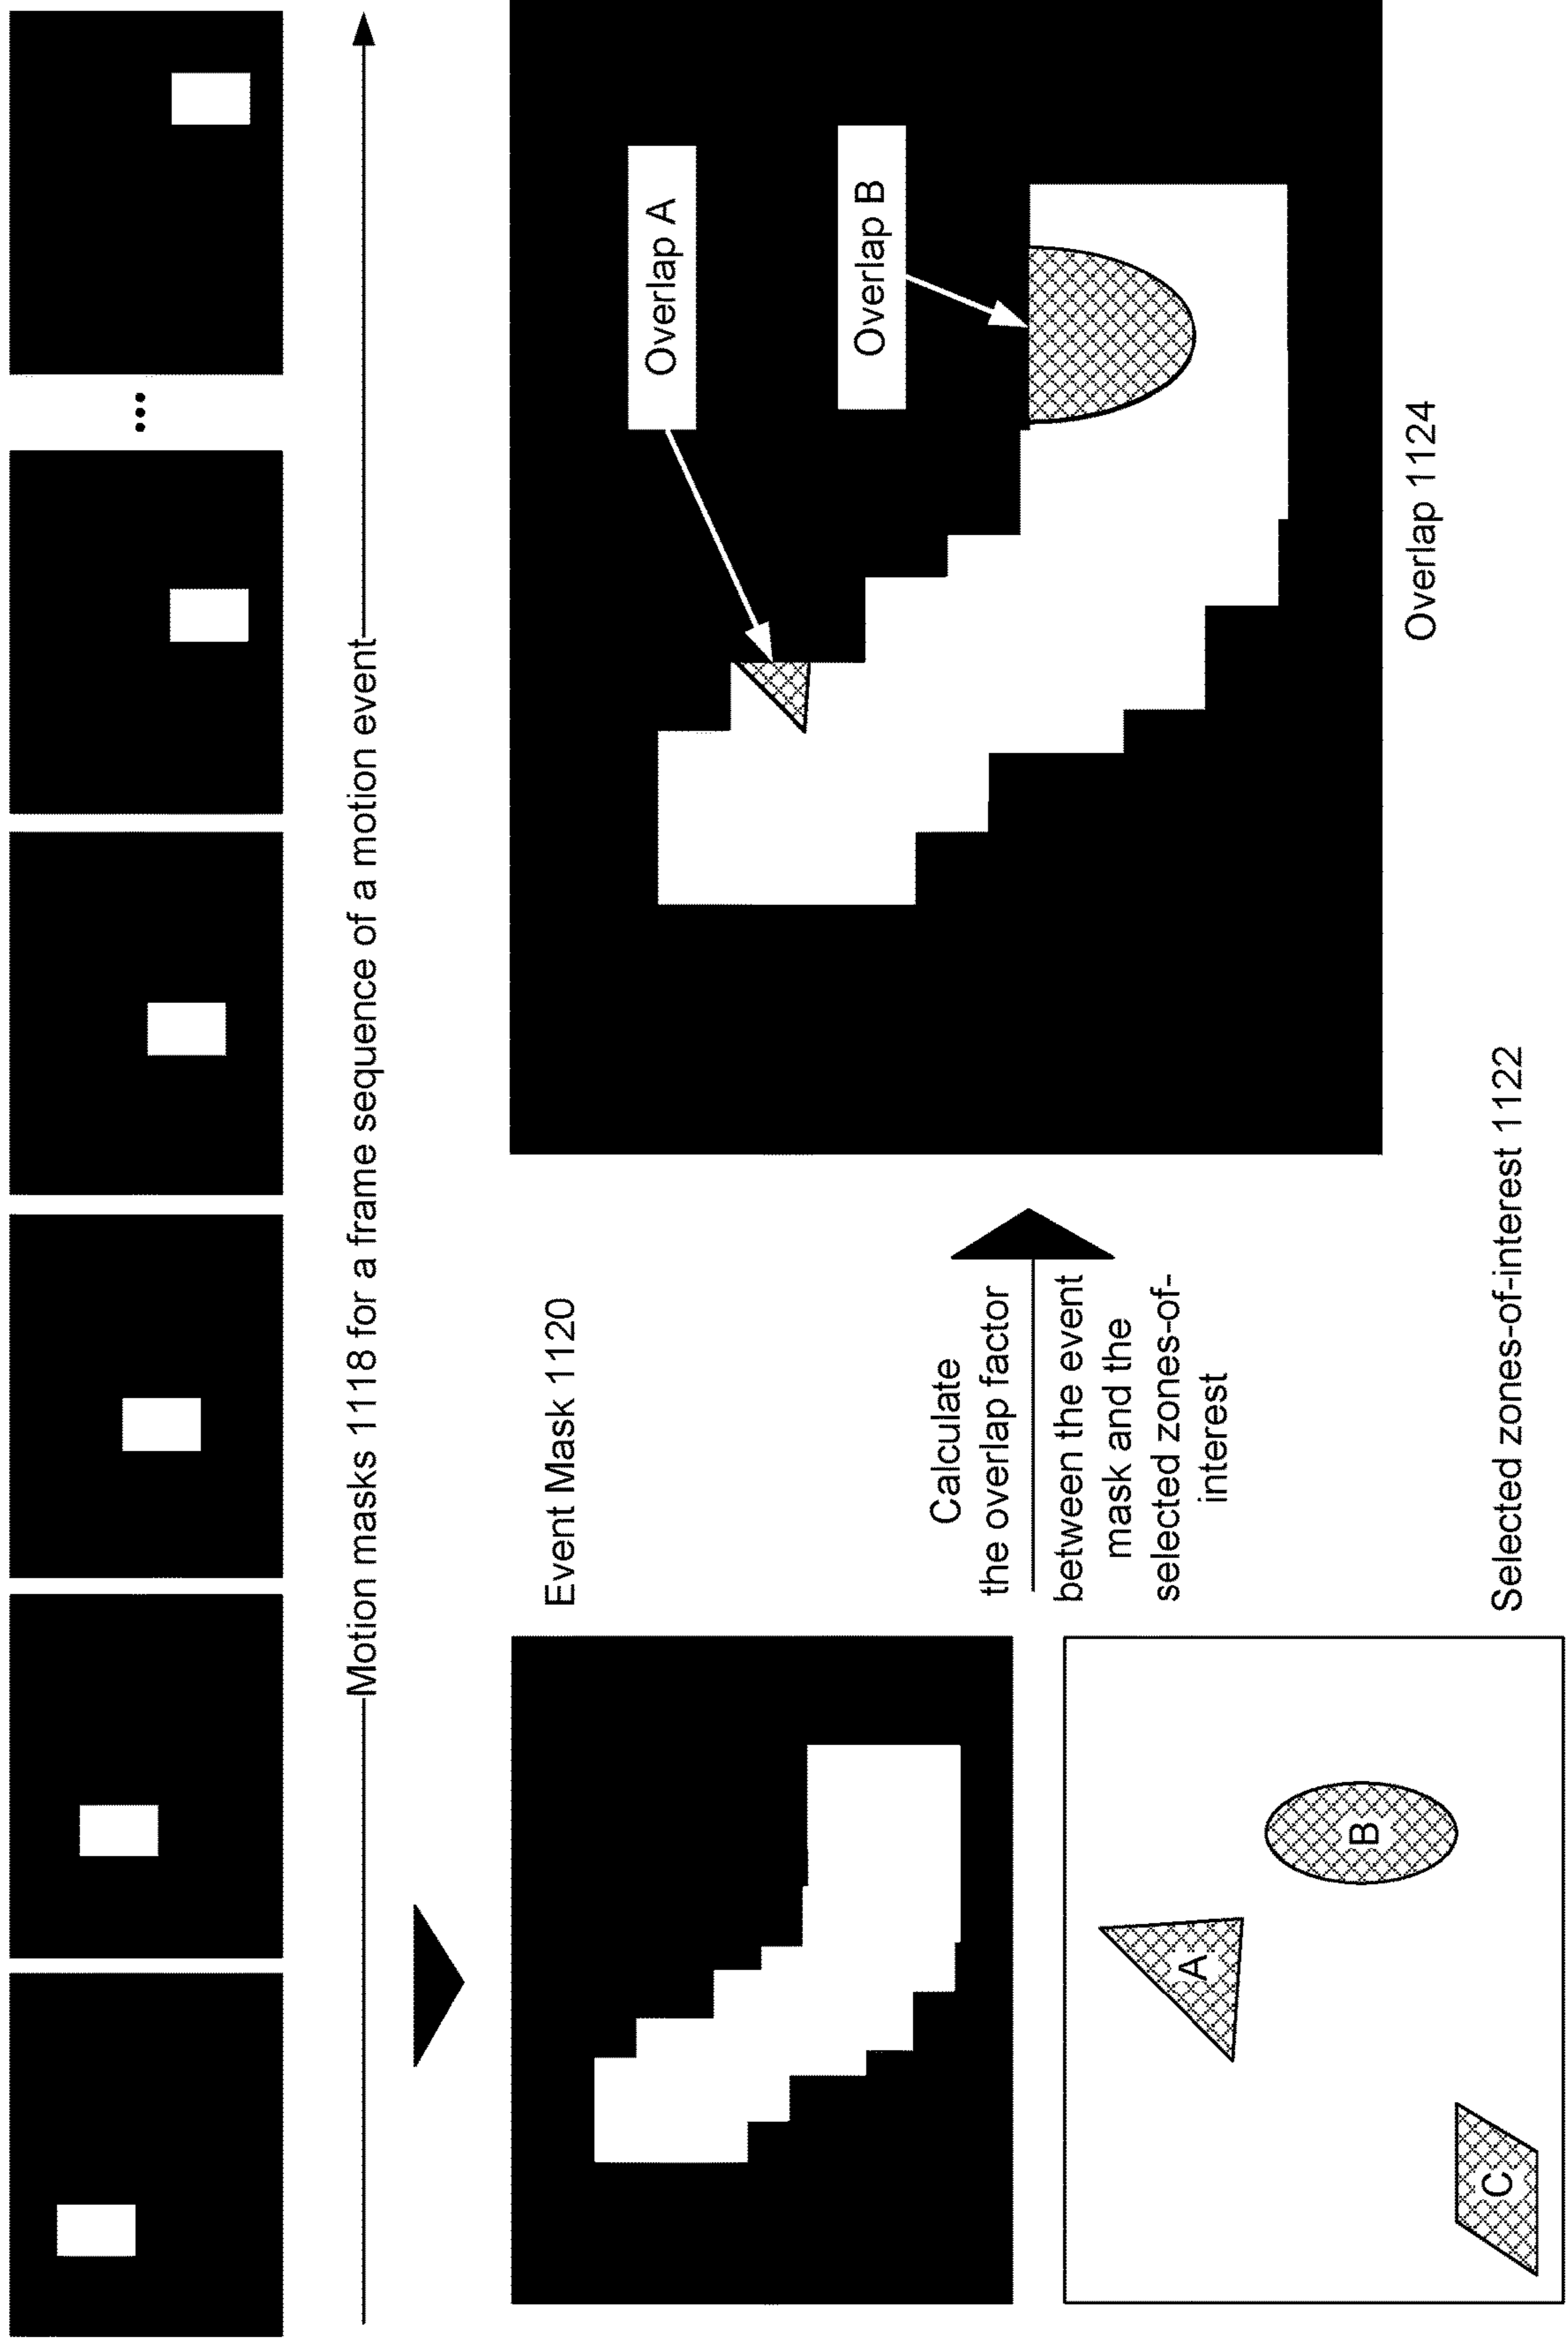 ...
Motion masks 1118 for a frame sequence of a motion event
Event Mask 1120
Calculate
the overlap factor
between the event
mask and the
selected zones-of-
interest
Overlap A
Overlap B
Overlap 1124
A
B
C
Selected zones-of-interest 1122